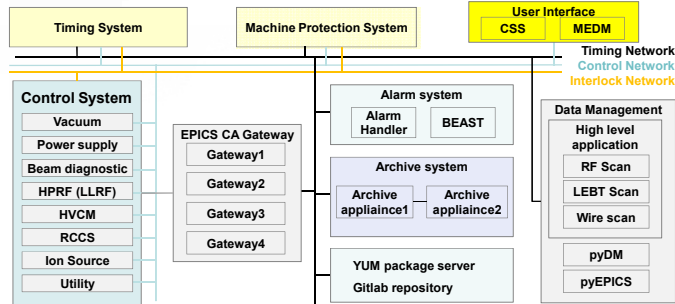 Timing System
Machine Protection System
User Interface
CSS
MEDM
Timing Network
Control Network
Interlock Network
Control System
Vacuum
Power supply
Beam diagnostic
HPRF (LLRF)
HVCM
RCCS
Ion Source
Utility
EPICS CA Gateway
Gateway1
Gateway2
Gateway3
Gateway4
Alarm system
Alarm
Handler
BEAST
Archive system
Archive
appliaince1
Archive
appliaince2
YUM package server
Gitlab repository
Data Management
High level
application
RF Scan
LEBT Scan
Wire scan
pyDM
pyEPICS